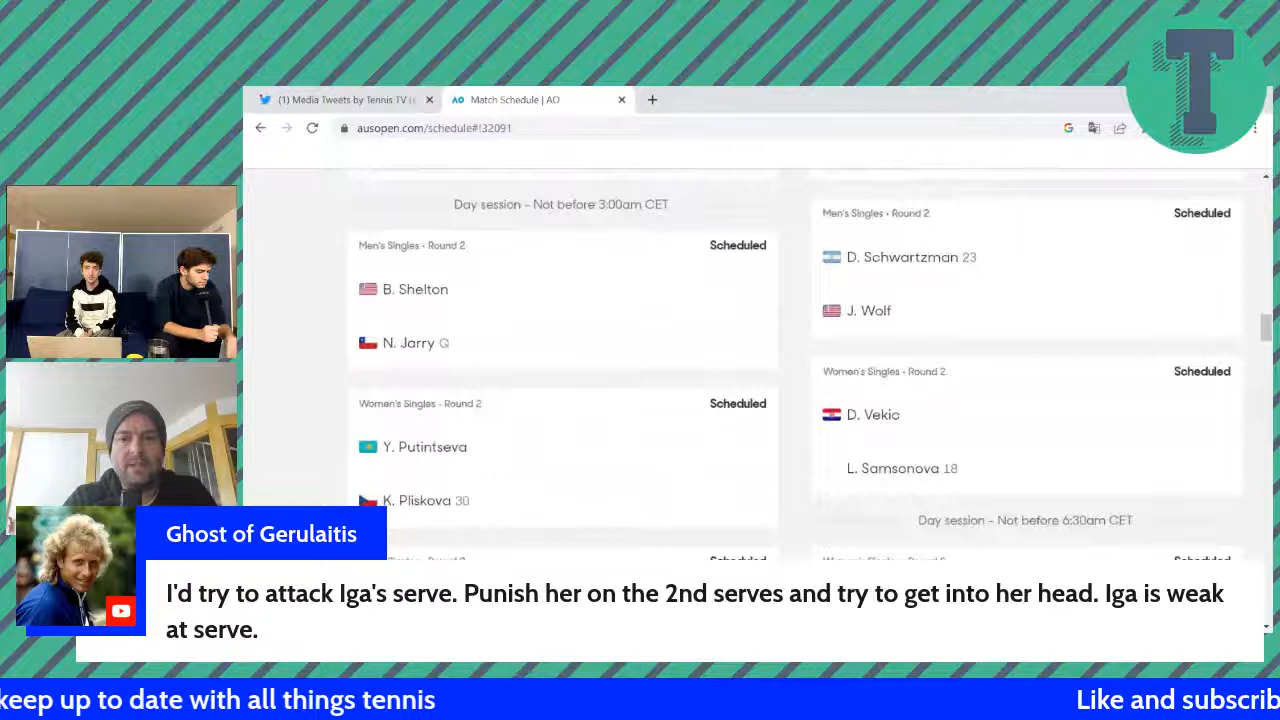 T
(1) Media Tweets by Tennis TV
Match Schedule | AO
ausopen.com/schedule#!32091
Day session - Not before 3:00am CET
Men's Singles • Round 2
Scheduled
B. Shelton
N. Jarry Q
Women's Singles • Round 2
Scheduled
Y. Putintseva
K. Pliskova 30
Men's Singles • Round 2
Scheduled
D. Schwartzman 23
J. Wolf
Women's Singles • Round 2
Scheduled
D. Vekic
L. Samsonova 18
Day session - Not before 6:30am CET
Ghost of Gerulaitis
I'd try to attack Iga's serve. Punish her on the 2nd serves and try to get into her head. Iga is weak
at serve.
keep up to date with all things tennis
Like and subscrib